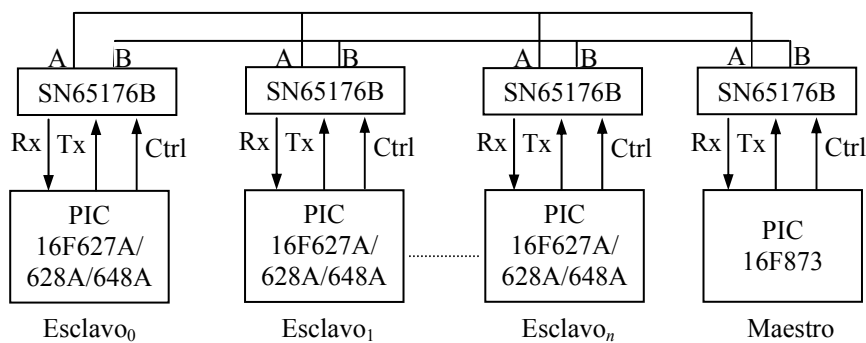 A B A B A B A B
SN65176B SN65176B SN65176B SN65176B
Rx Tx Ctrl Rx Tx Ctrl Rx Tx Ctrl Rx Tx Ctrl
PIC
16F627A/
628A/648A
PIC
16F627A/
628A/648A
PIC
16F627A/
628A/648A
PIC
16F873
Esclavo₀ Esclavo₁ Esclavoₙ Maestro